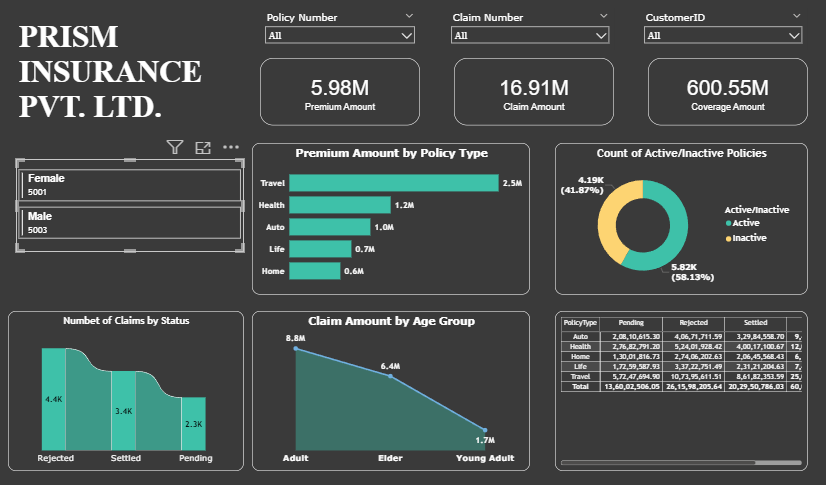 PRISM
INSURANCE
PVT. LTD.
Policy Number
All
Claim Number
All
CustomerID
All
5.98M
Premium Amount
16.91M
Claim Amount
600.55M
Coverage Amount
Female
5001
Male
5003
Premium Amount by Policy Type
Travel 2.5M
Health 1.2M
Auto 1.0M
Life 0.7M
Home 0.6M
Count of Active/Inactive Policies
4.19K
(41.87%)
5.82K
(58.13%)
Active/Inactive
Active
Inactive
Numbet of Claims by Status
4.4K
3.4K
2.3K
Rejected Settled Pending
Claim Amount by Age Group
8.8M
6.4M
1.7M
Adult Elder Young Adult
PolicyType Pending Rejected Settled
Auto 2,08,10,615.30 4,06,71,711.59 3,29,84,558.70 9,
Health 2,76,82,791.20 5,24,01,928.42 4,00,17,100.67 12,
Home 1,30,01,816.73 2,74,06,202.63 2,06,45,568.43 6,
Life 1,72,59,587.93 3,37,22,751.49 2,31,21,204.63 7,
Travel 5,72,47,694.90 10,73,95,611.51 8,61,82,353.59 25,
Total 13,60,02,506.05 26,15,98,205.64 20,29,50,786.03 60,